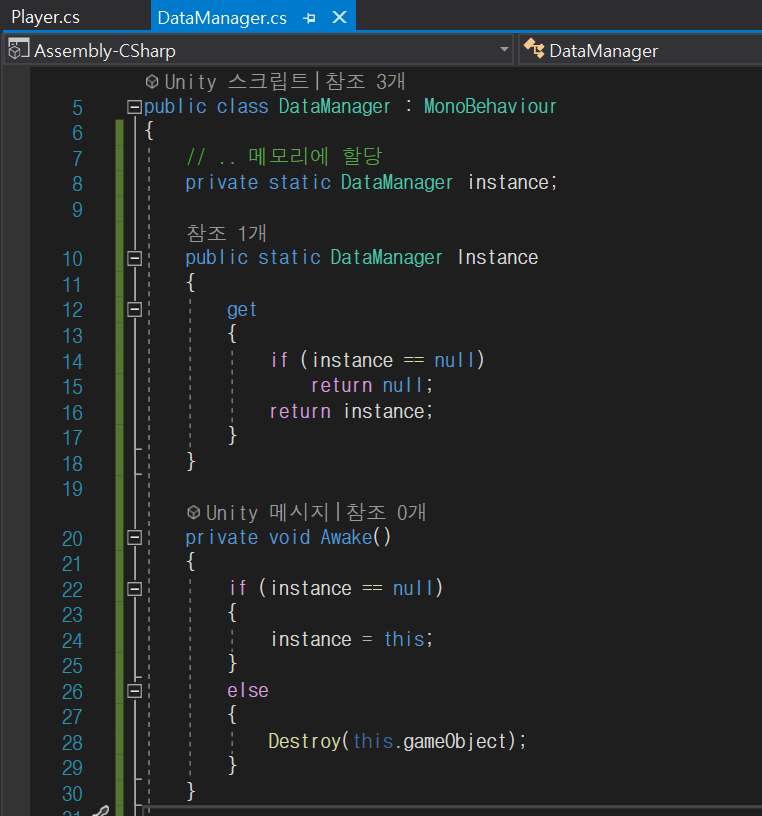 Player.cs
DataManager.cs
Assembly-CSharp
DataManager
Unity 스크립트|참조 3개
5 public class DataManager : MonoBehaviour
6 {
7 // .. 메모리에 할당
8 private static DataManager instance;
9
참조 1개
10 public static DataManager Instance
11 {
12 get
13 {
14 if (instance == null)
15 return null;
16 return instance;
17 }
18 }
19
Unity 메시지|참조 0개
20 private void Awake()
21 {
22 if (instance == null)
23 {
24 instance = this;
25 }
26 else
27 {
28 Destroy(this.gameObject);
29 }
30 }